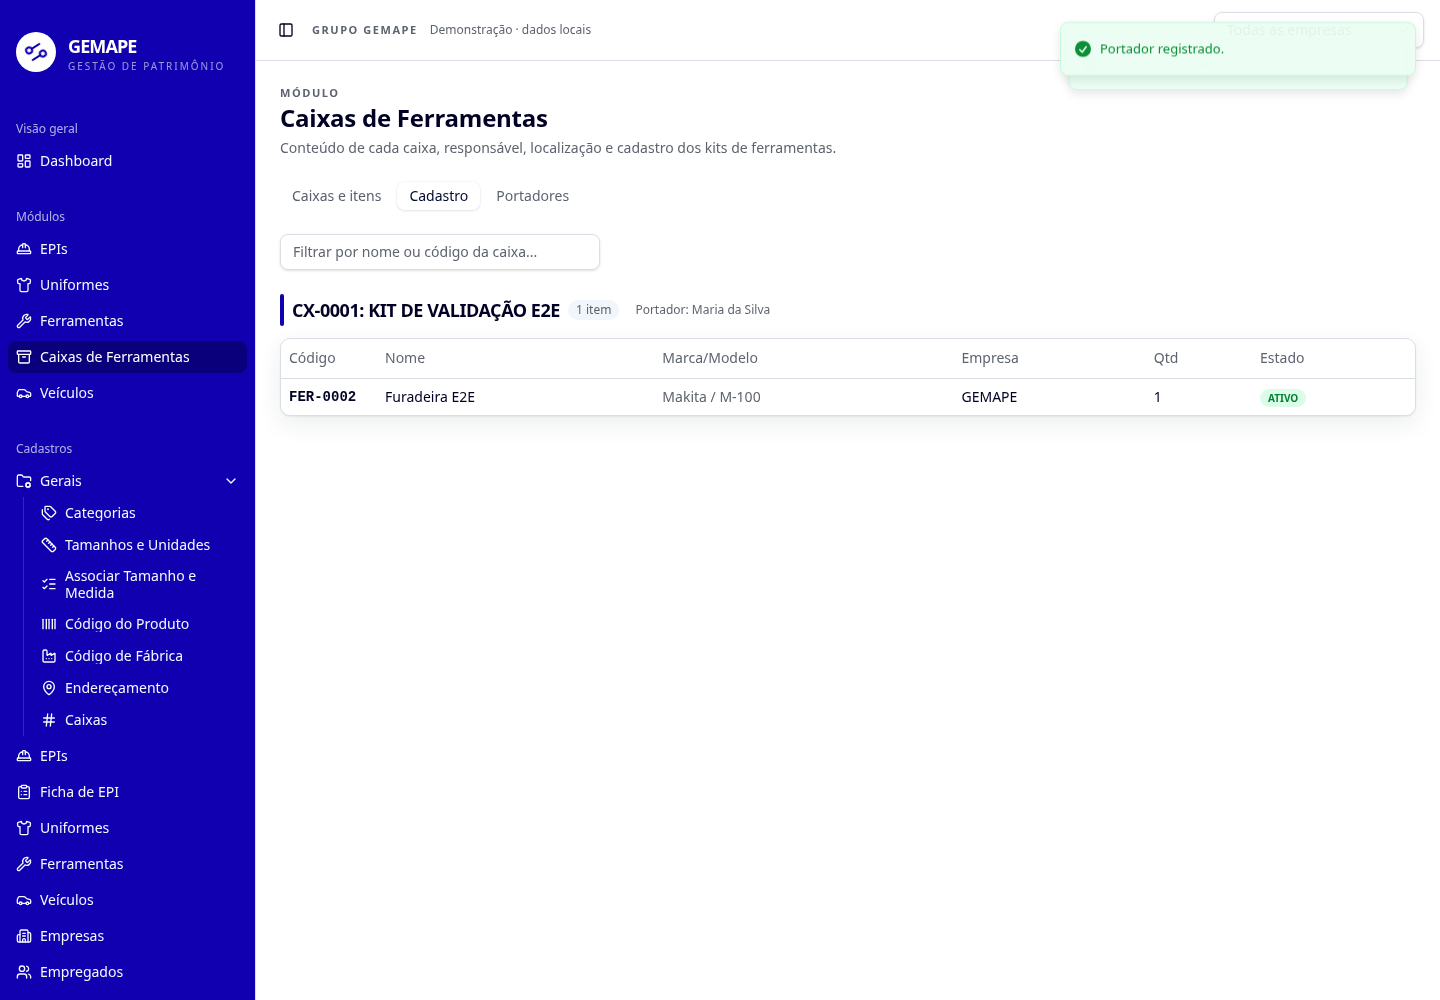 GEMAPE
GESTÃO DE PATRIMÔNIO
Visão geral
Dashboard
Módulos
EPIs
Uniformes
Ferramentas
Caixas de Ferramentas
Veículos
Cadastros
Gerais
Categorias
Tamanhos e Unidades
Associar Tamanho e
Medida
Código do Produto
Código de Fábrica
Endereçamento
Caixas
EPIs
Ficha de EPI
Uniformes
Ferramentas
Veículos
Empresas
Empregados
GRUPO GEMAPE Demonstração · dados locais
Todas as empresas
Portador registrado.
MÓDULO
Caixas de Ferramentas
Conteúdo de cada caixa, responsável, localização e cadastro dos kits de ferramentas.
Caixas e itens Cadastro Portadores
Filtrar por nome ou código da caixa...
CX-0001: KIT DE VALIDAÇÃO E2E 1 item Portador: Maria da Silva
Código Nome Marca/Modelo Empresa Qtd Estado
FER-0002 Furadeira E2E Makita / M-100 GEMAPE 1 ATIVO